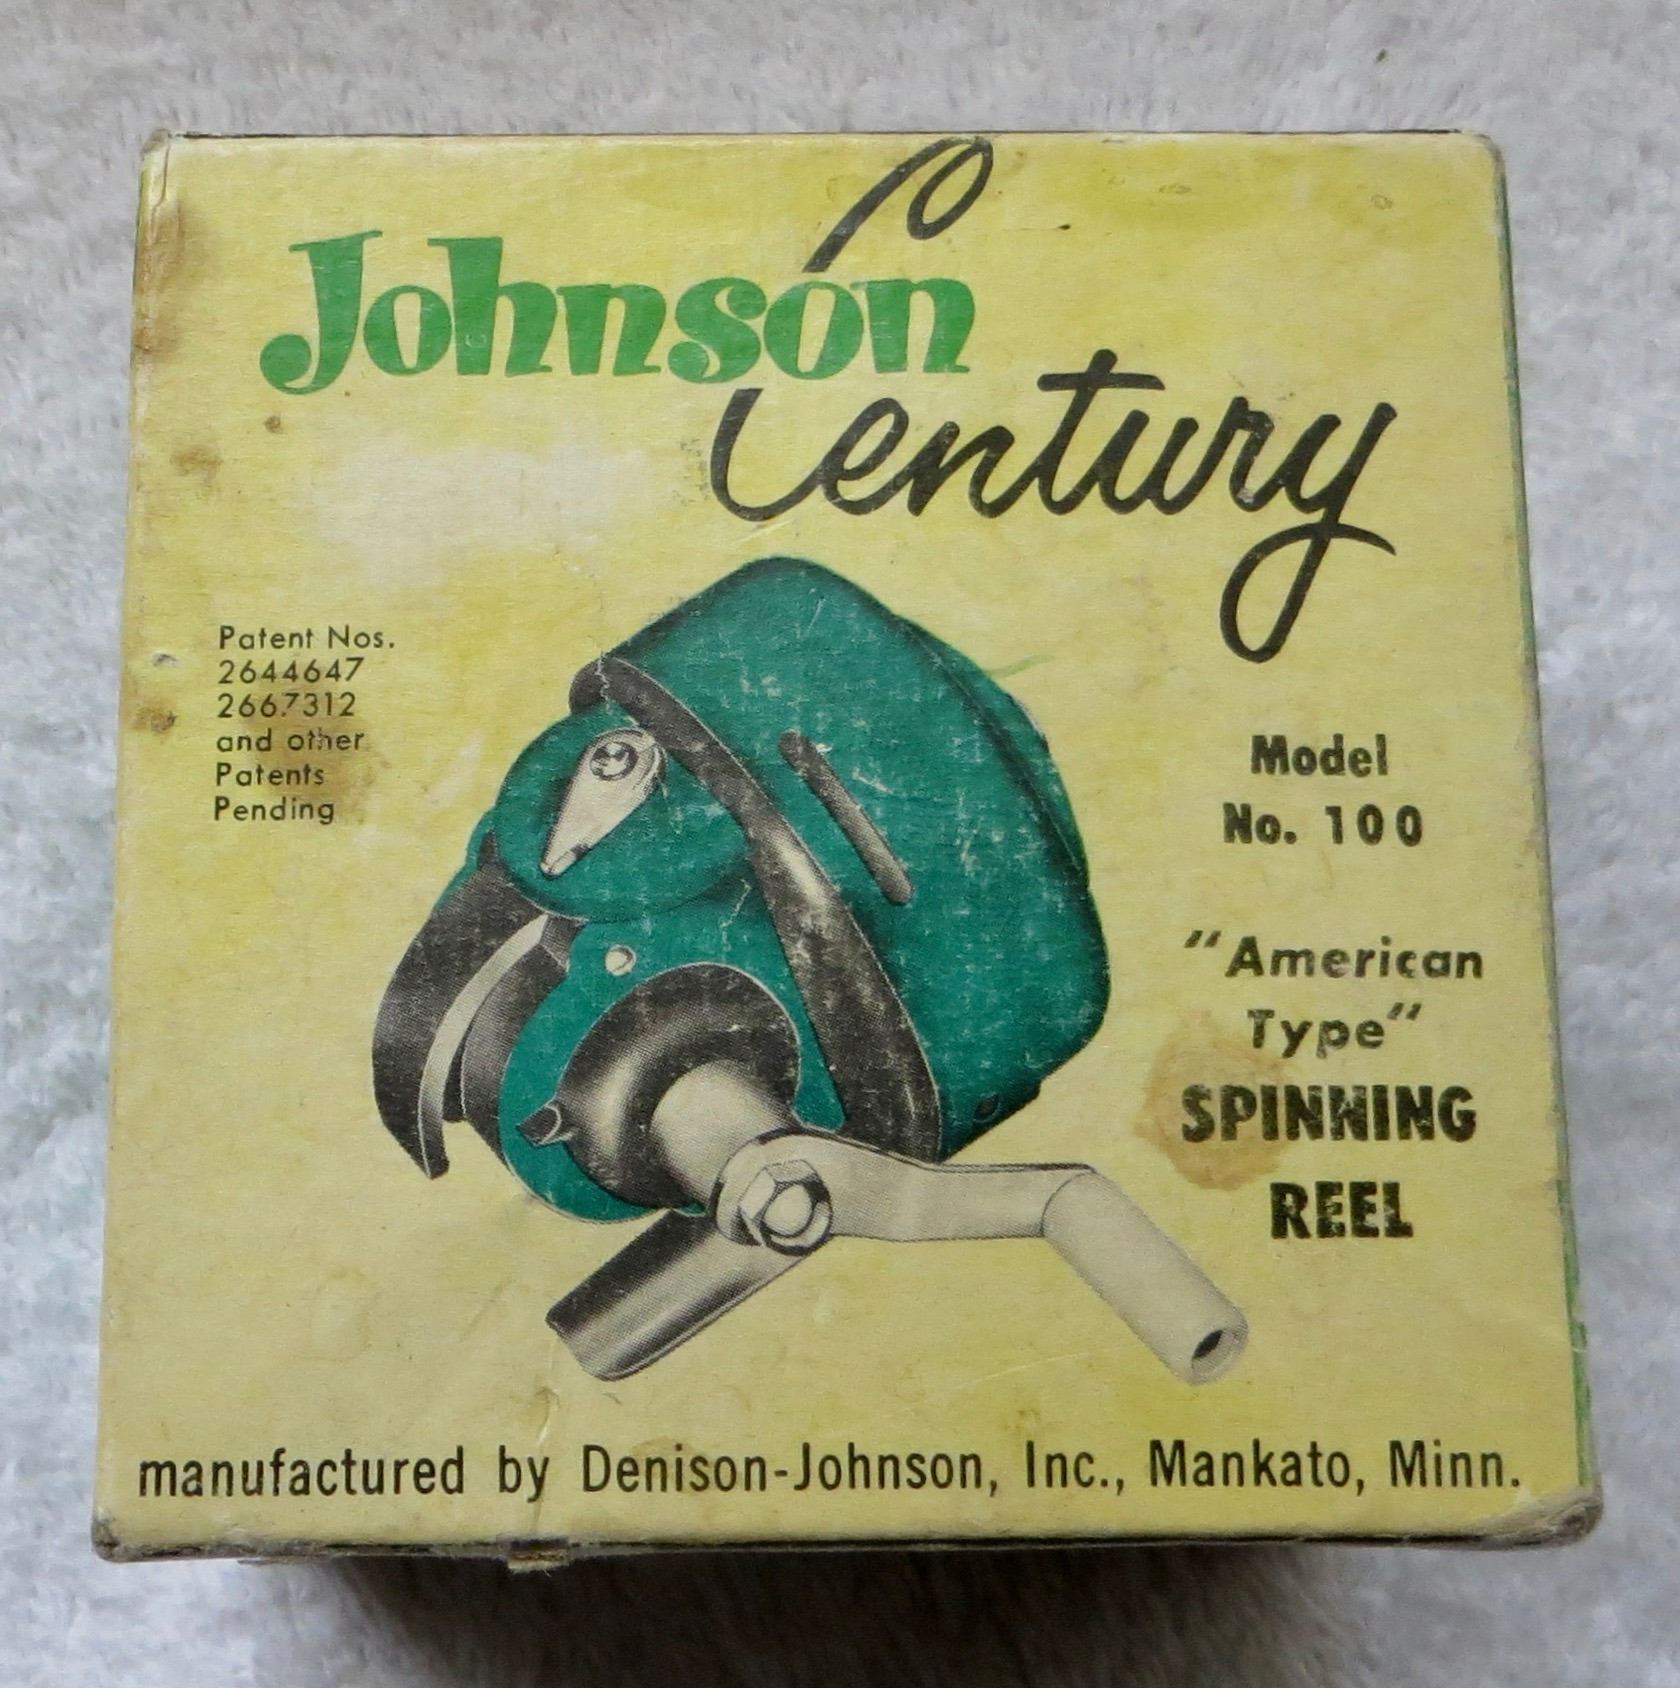 Johnson
Century
Patent Nos.
2644647
2667312
and other
Patents
Pending
Model
No. 100
"American
Type"
SPINNING
REEL
manufactured by Denison-Johnson, Inc., Mankato, Minn.